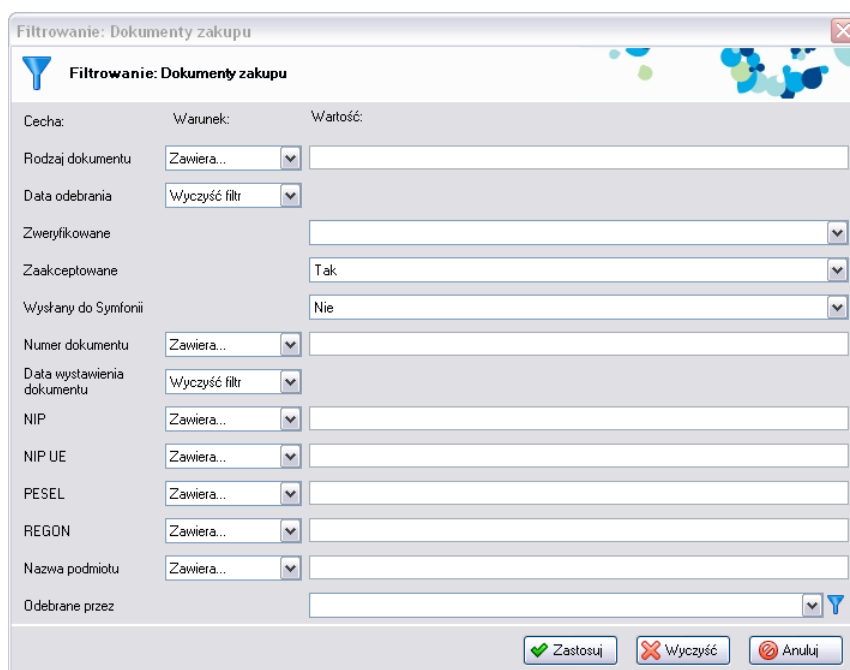 Filtrowanie: Dokumenty zakupu
Filtrowanie: Dokumenty zakupu
Cecha: Warunek: Wartość:
Rodzaj dokumentu Zawiera...
Data odebrania Wyczyść filtr
Zweryfikowane
Zaakceptowane Tak
Wysłany do Symfonii Nie
Numer dokumentu Zawiera...
Data wystawienia
dokumentu Wyczyść filtr
NIP Zawiera...
NIP UE Zawiera...
PESEL Zawiera...
REGON Zawiera...
Nazwa podmiotu Zawiera...
Odebrane przez
Zastosuj Wyczyść Anuluj